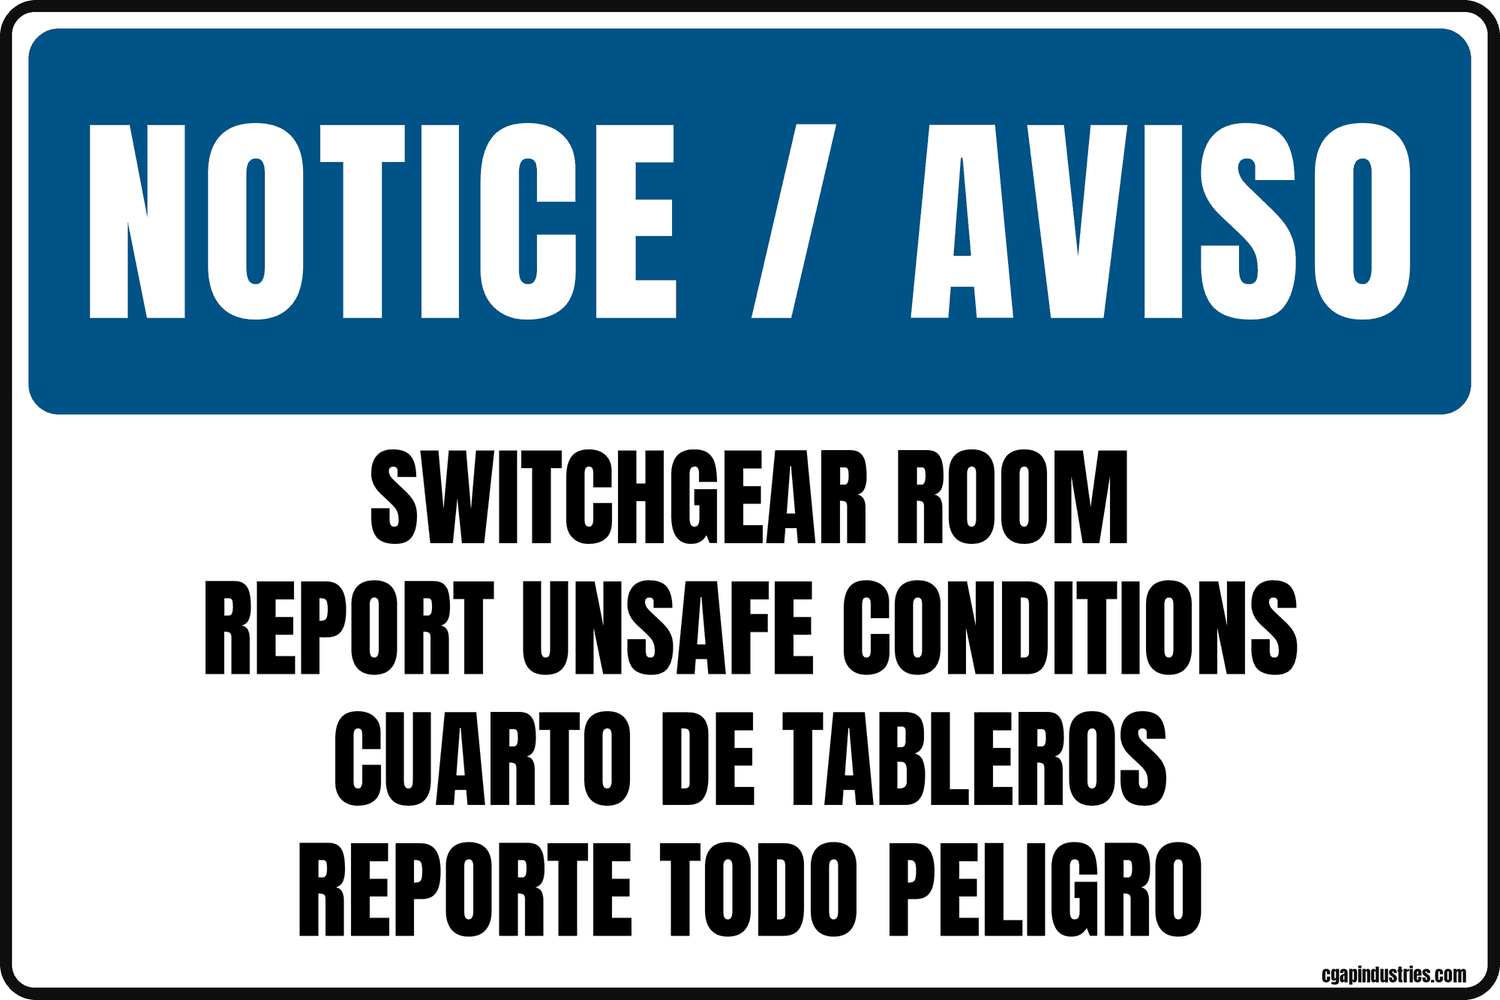 NOTICE / AVISO
SWITCHGEAR ROOM
REPORT UNSAFE CONDITIONS
CUARTO DE TABLEROS
REPORTE TODO PELIGRO
cgapindustries.com